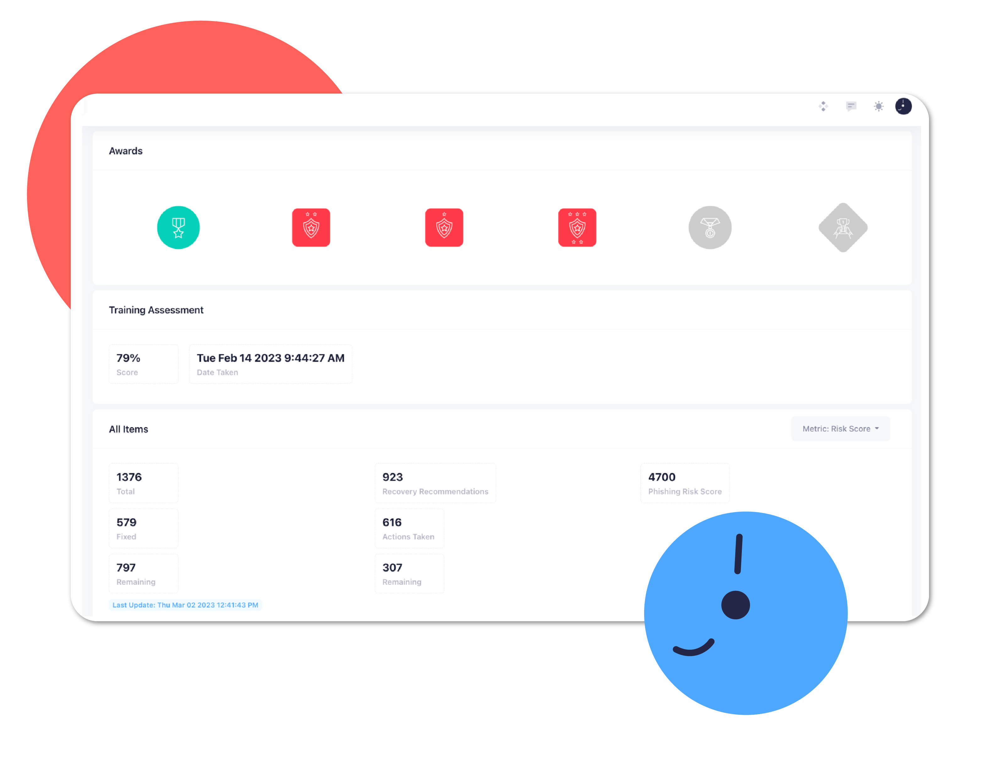 Awards
Training Assessment
79%
Score
Tue Feb 14 2023 9:44:27 AM
Date Taken
All Items
Metric: Risk Score
1376
Total
923
Recovery Recommendations
4700
Phishing Risk Score
579
Fixed
616
Actions Taken
797
Remaining
307
Remaining
Last Update: Thu Mar 02 2023 12:41:43 PM